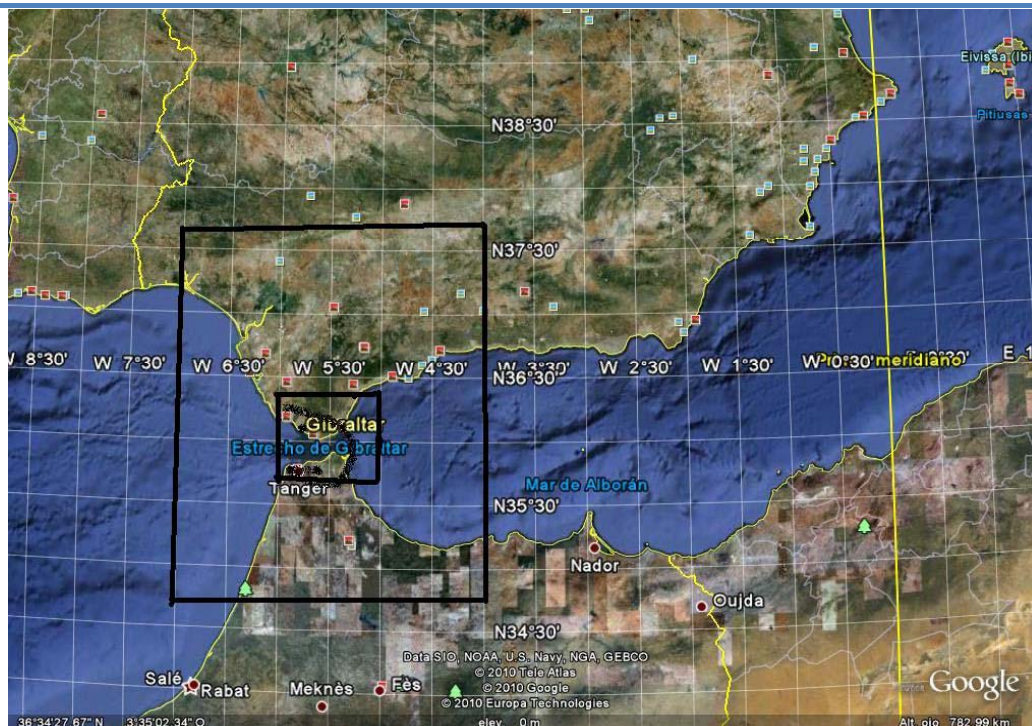 Eivissa (Ibi
Pitiusas
N38°30'
N37°30'
W 8°30' W 7°30' W 6°30' W 5°30' W 4°30' W 3°30' W 2°30' W 1°30' W 0°30' meridiano E
N36°30'
Gibraltar
Estrecho de Gibraltar
Tanger
Mar de Alborán
N35°30'
Nador
Oujda
N34°30'
Data SIO, NOAA, U.S. Navy, NGA, GEBCO
© 2010 Tele Atlas
© 2010 Google
© 2010 Europa Technologies
Salé
Rabat
Meknès
Fès
Google
36°34'27.67" N 3°35'02.34" O elev 0 m Alt. ojo 782.99 km